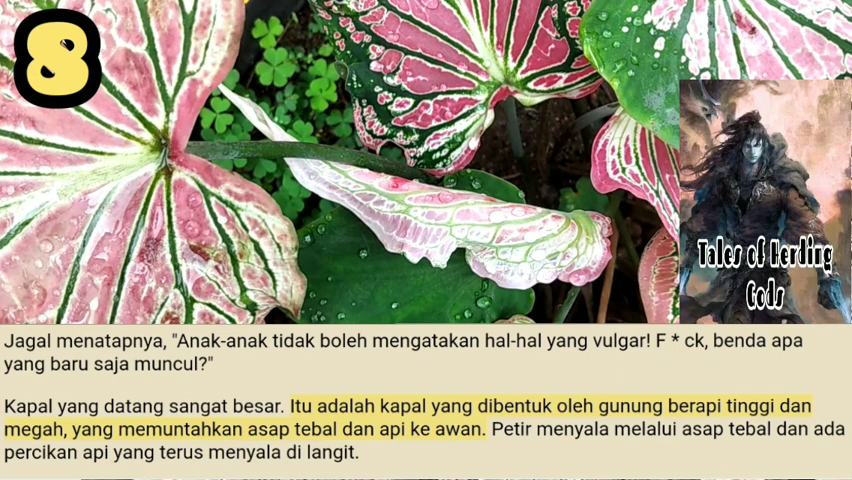 8
Tales of Herding
Gods
Jagal menatapnya, "Anak-anak tidak boleh mengatakan hal-hal yang vulgar! F * ck, benda apa
yang baru saja muncul?"
Kapal yang datang sangat besar. Itu adalah kapal yang dibentuk oleh gunung berapi tinggi dan
megah, yang memuntahkan asap tebal dan api ke awan. Petir menyala melalui asap tebal dan ada
percikan api yang terus menyala di langit.